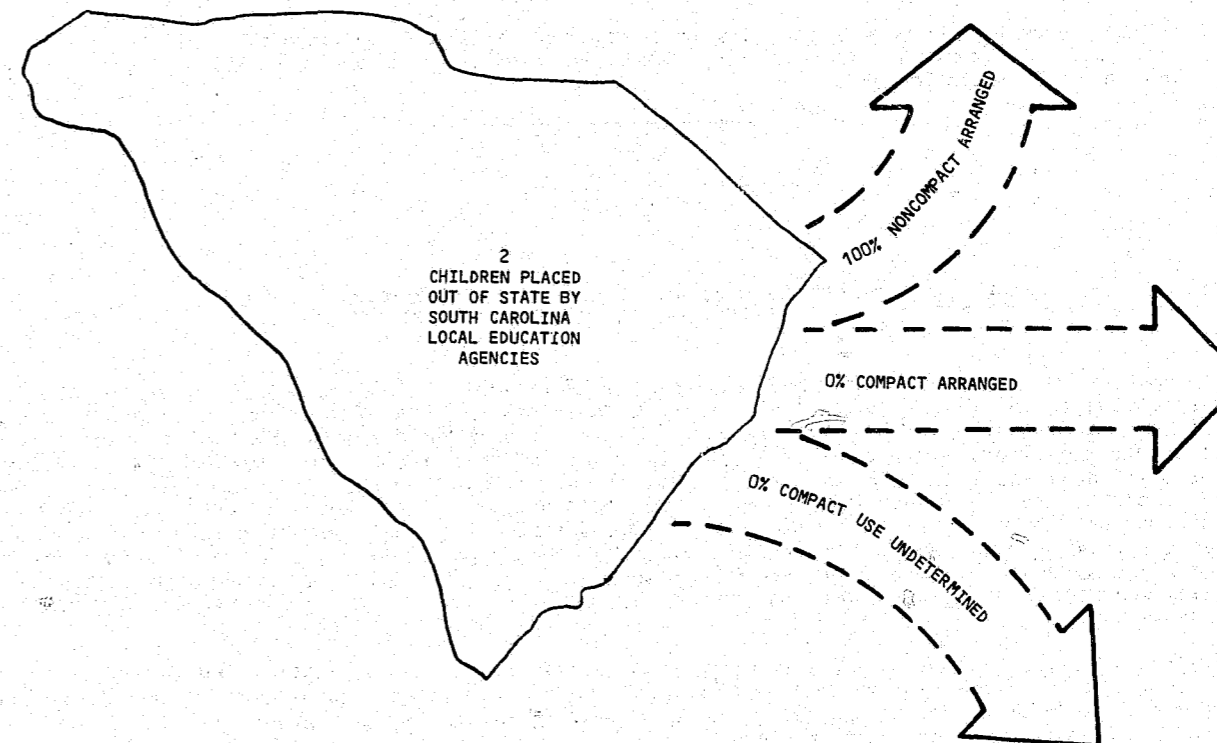 2
CHILDREN PLACED
OUT OF STATE BY
SOUTH CAROLINA
LOCAL EDUCATION
AGENCIES
100% NONCOMPACT ARRANGED
0% COMPACT ARRANGED
0% COMPACT USE UNDETERMINED